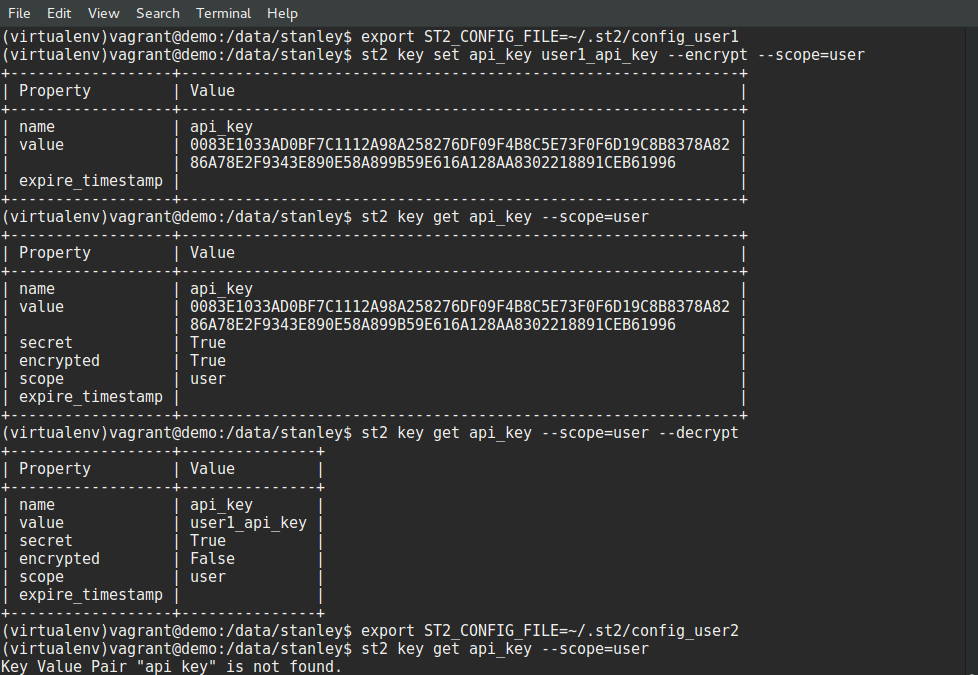 File Edit View Search Terminal Help
(virtualenv)vagrant@demo:/data/stanley$ export ST2_CONFIG_FILE=~/.st2/config_user1
(virtualenv)vagrant@demo:/data/stanley$ st2 key set api_key user1_api_key --encrypt --scope=user
+------------------+--------------------------------------------------------------+
| Property         | Value                                                        |
+------------------+--------------------------------------------------------------+
| name             | api_key                                                      |
| value            | 0083E1033AD0BF7C1112A98A258276DF09F4B8C5E73F0F6D19C8B8378A82 |
|                  | 86A78E2F9343E890E58A899B59E616A128AA8302218891CEB61996       |
| expire_timestamp |                                                              |
+------------------+--------------------------------------------------------------+
(virtualenv)vagrant@demo:/data/stanley$ st2 key get api_key --scope=user
+------------------+--------------------------------------------------------------+
| Property         | Value                                                        |
+------------------+--------------------------------------------------------------+
| name             | api_key                                                      |
| value            | 0083E1033AD0BF7C1112A98A258276DF09F4B8C5E73F0F6D19C8B8378A82 |
|                  | 86A78E2F9343E890E58A899B59E616A128AA8302218891CEB61996       |
| secret           | True                                                         |
| encrypted        | True                                                         |
| scope            | user                                                         |
| expire_timestamp |                                                              |
+------------------+--------------------------------------------------------------+
(virtualenv)vagrant@demo:/data/stanley$ st2 key get api_key --scope=user --decrypt
+------------------+---------------+
| Property         | Value         |
+------------------+---------------+
| name             | api_key       |
| value            | user1_api_key |
| secret           | True          |
| encrypted        | False         |
| scope            | user          |
| expire_timestamp |               |
+------------------+---------------+
(virtualenv)vagrant@demo:/data/stanley$ export ST2_CONFIG_FILE=~/.st2/config_user2
(virtualenv)vagrant@demo:/data/stanley$ st2 key get api_key --scope=user
Key Value Pair "api_key" is not found.